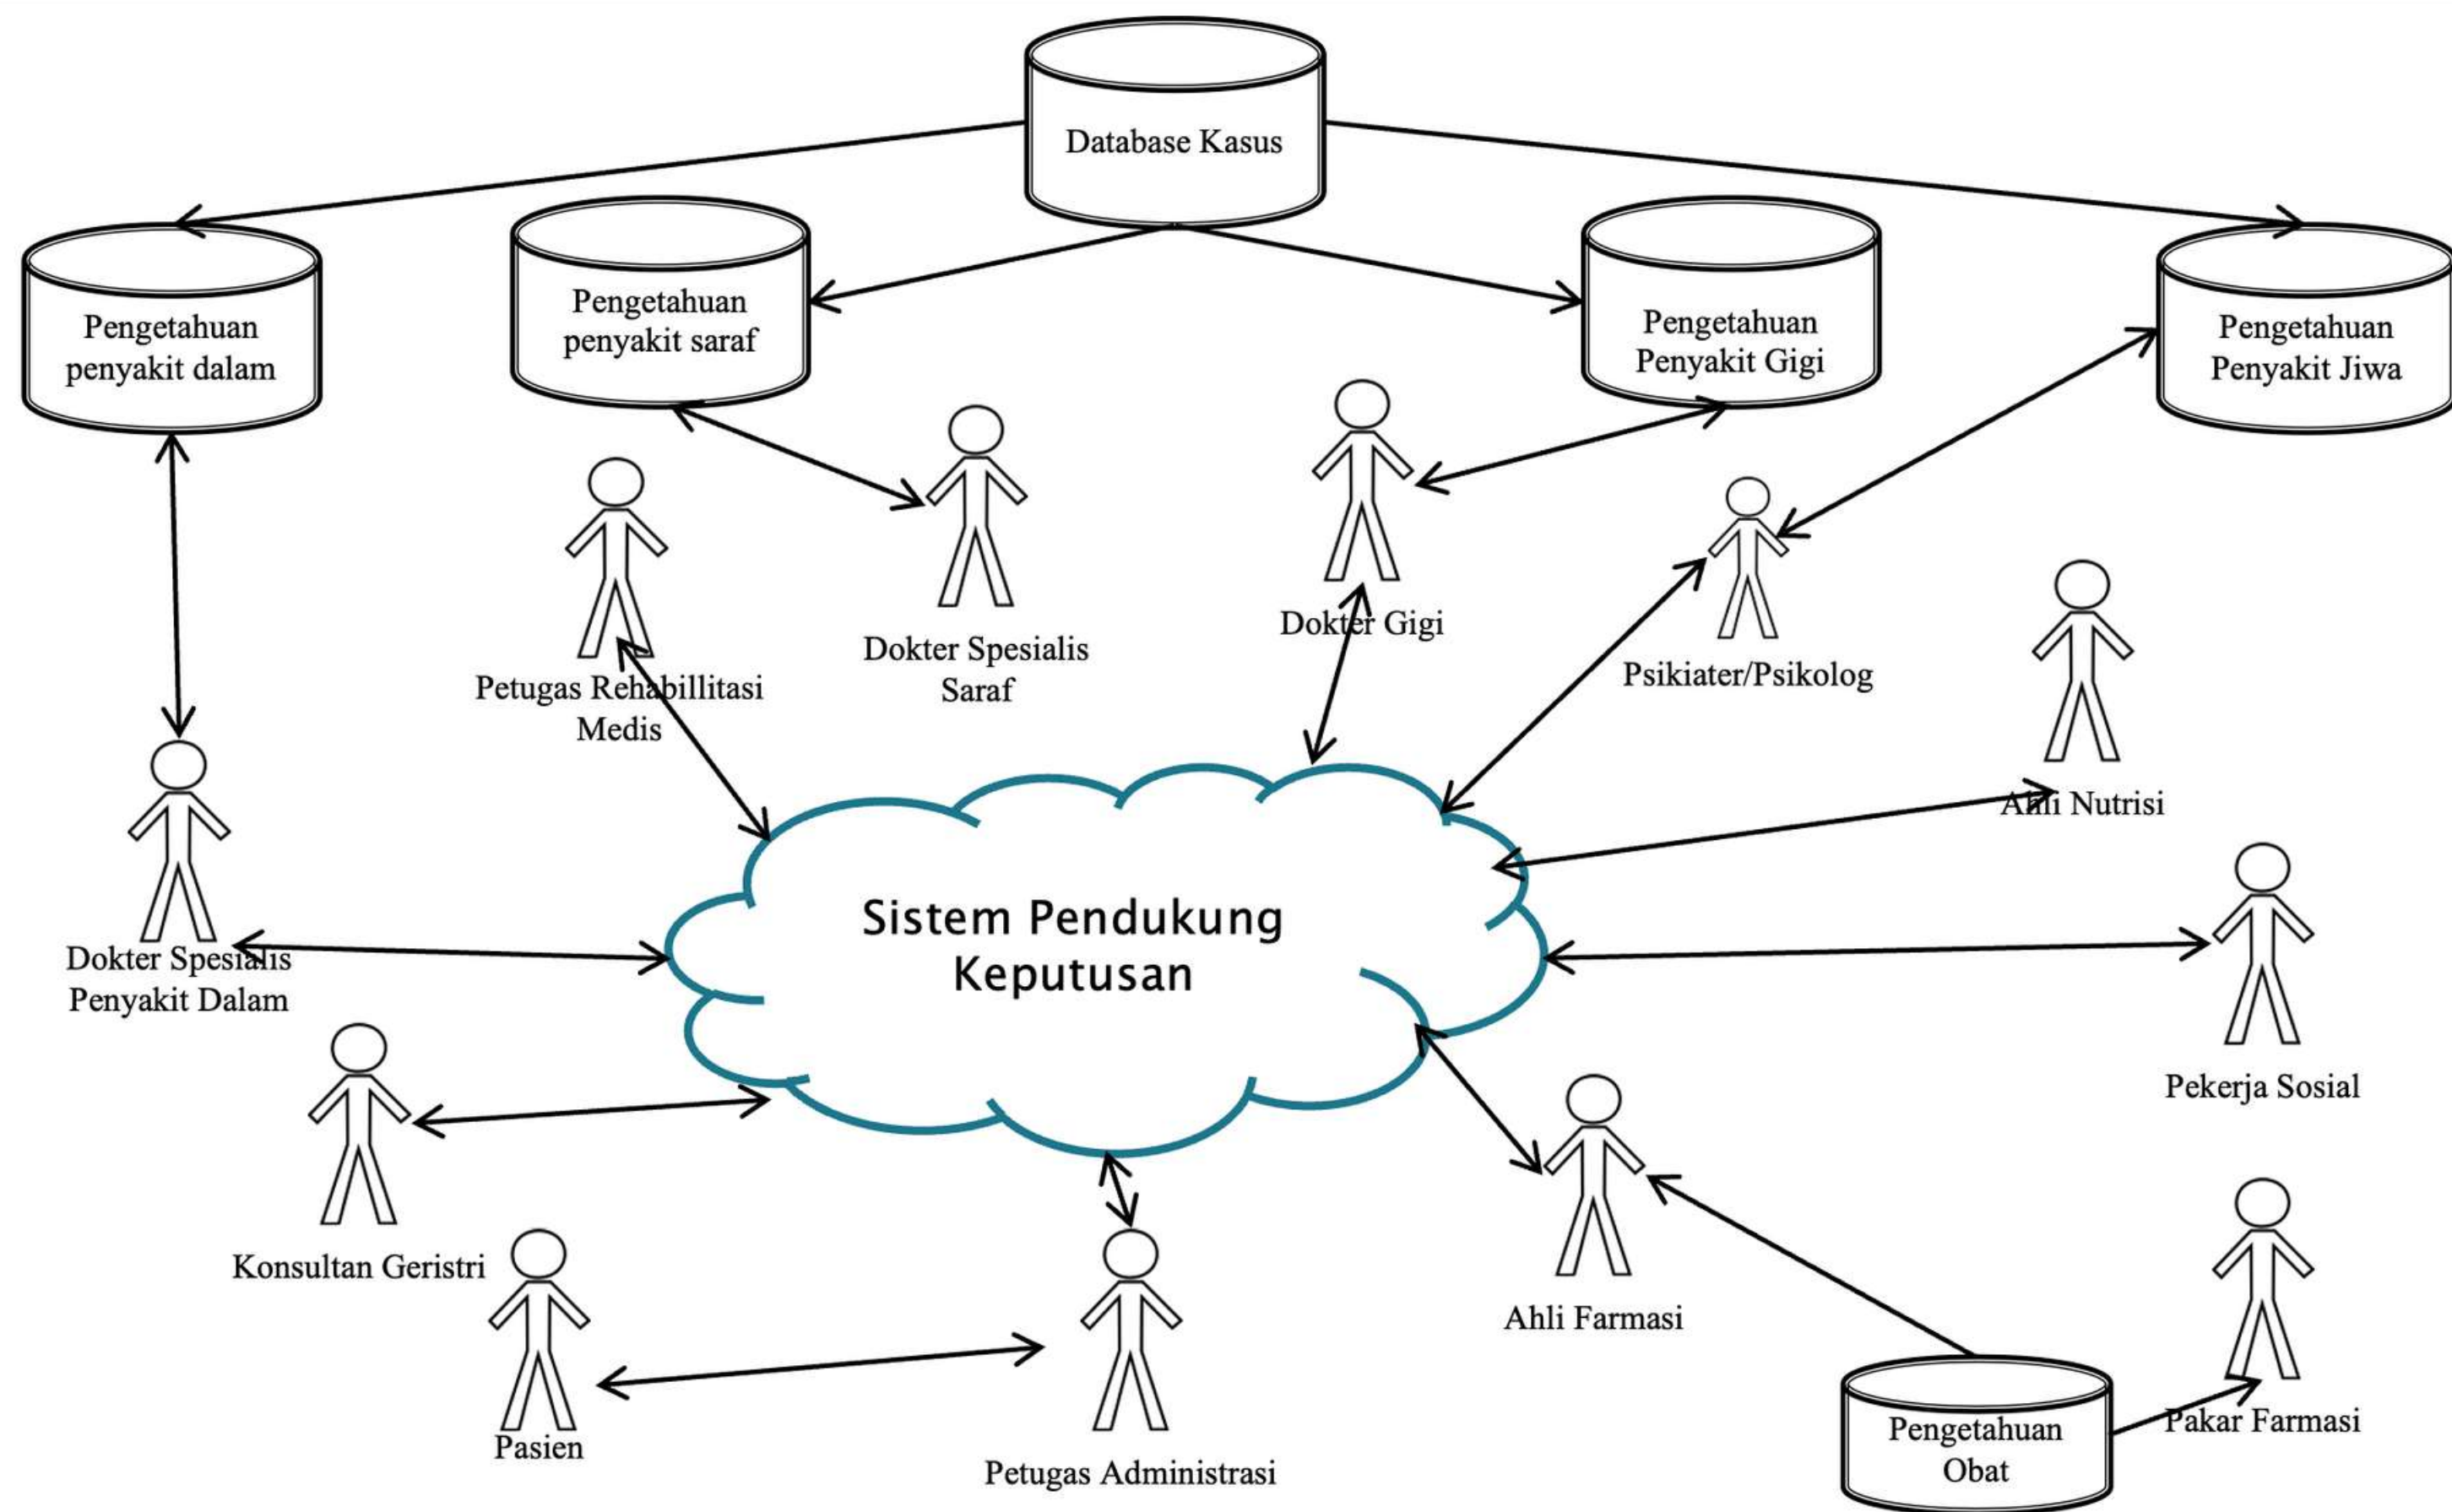 Database Kasus
Pengetahuan
penyakit dalam
Pengetahuan
penyakit saraf
Pengetahuan
Penyakit Gigi
Pengetahuan
Penyakit Jiwa
Petugas Rehabillitasi
Medis
Dokter Spesialis
Saraf
Dokter Gigi
Psikiater/Psikolog
Ahli Nutrisi
Dokter Spesialis
Penyakit Dalam
Sistem Pendukung
Keputusan
Pekerja Sosial
Konsultan Geristri
Ahli Farmasi
Pasien
Petugas Administrasi
Pengetahuan
Obat
Pakar Farmasi